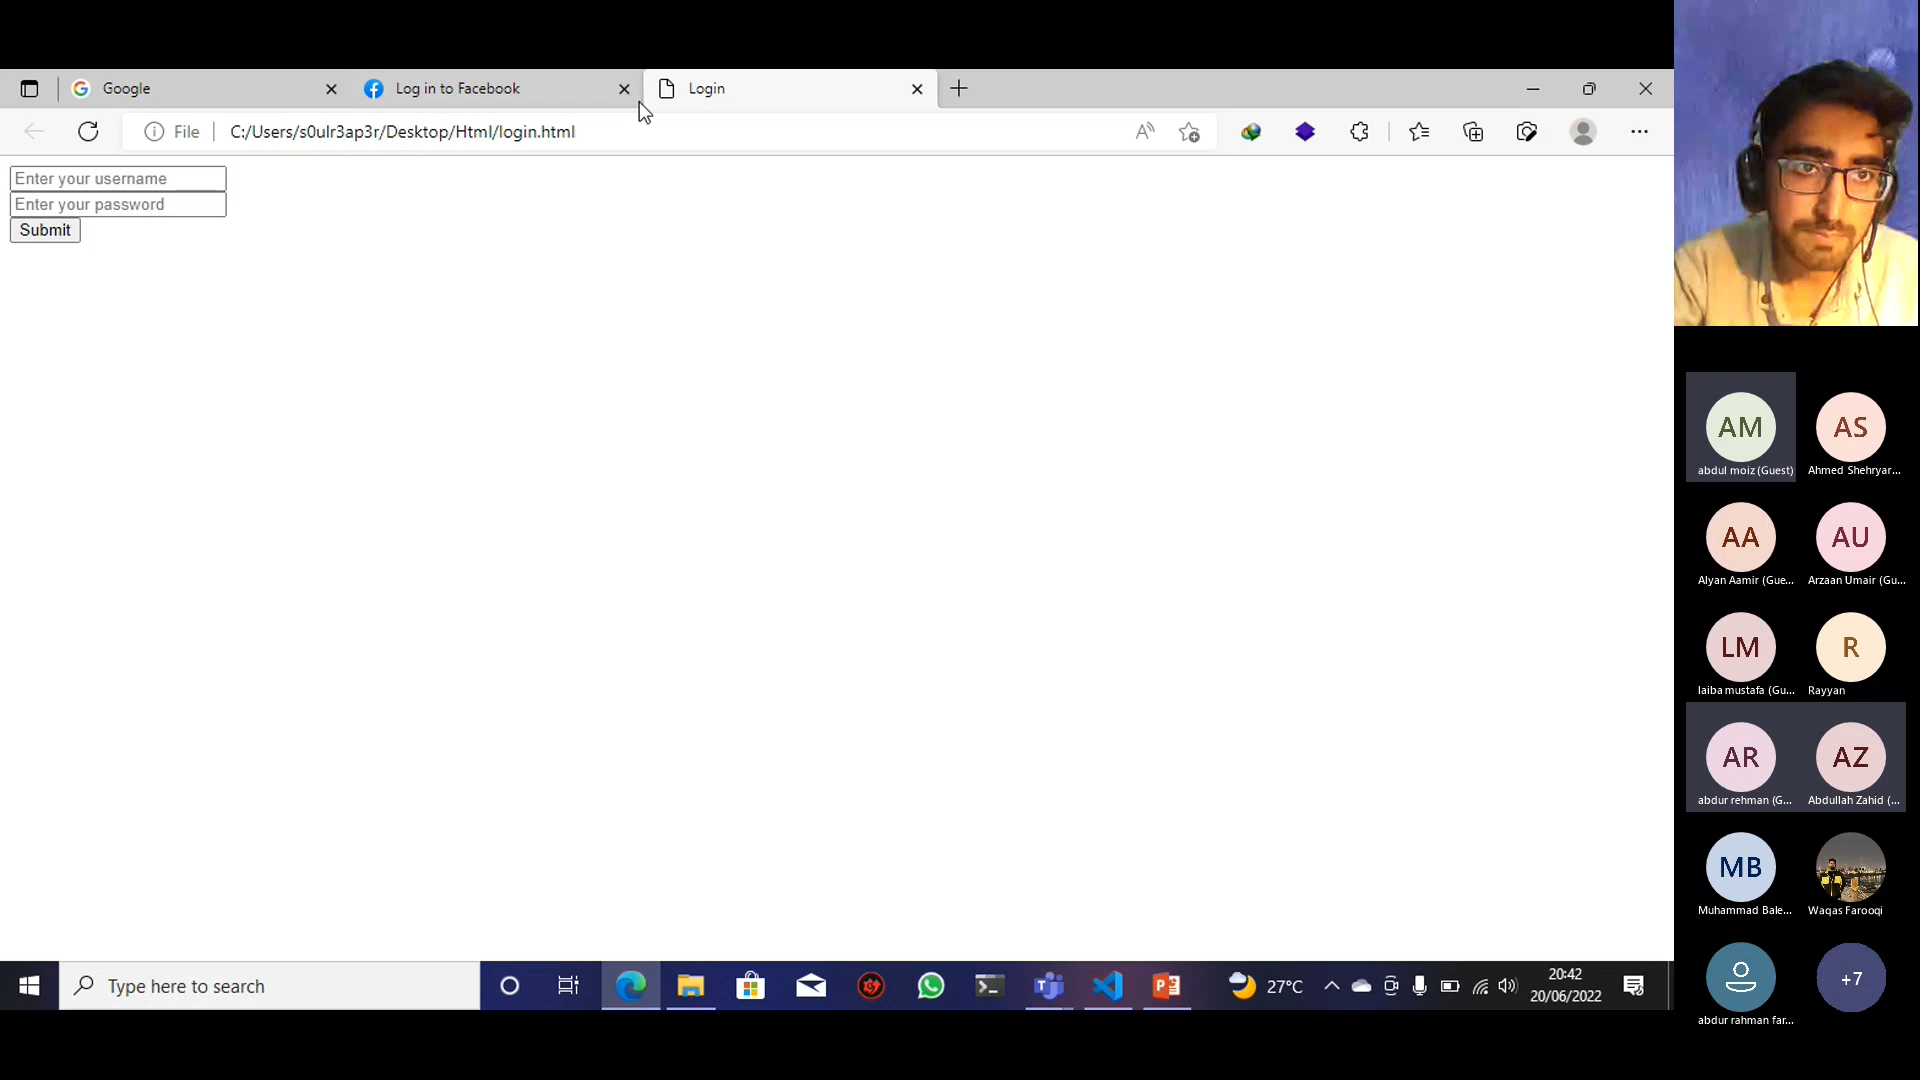 Google
Log in to Facebook
Login
File
C:/Users/s0ulr3ap3r/Desktop/Html/login.html
Enter your username
Enter your password
Submit
AM
AS
abdul moiz (Guest)
Ahmed Shehryar...
AA
AU
Alyan Aamir (Gue...
Arzaan Umair (Gu...
LM
R
laiba mustafa (Gu...
Rayyan
AR
AZ
abdur rehman (G...
Abdullah Zahid (...
MB
Muhammad Bale...
Waqas Farooqi
+7
abdur rahman far...
Type here to search
27°C
20:42
20/06/2022